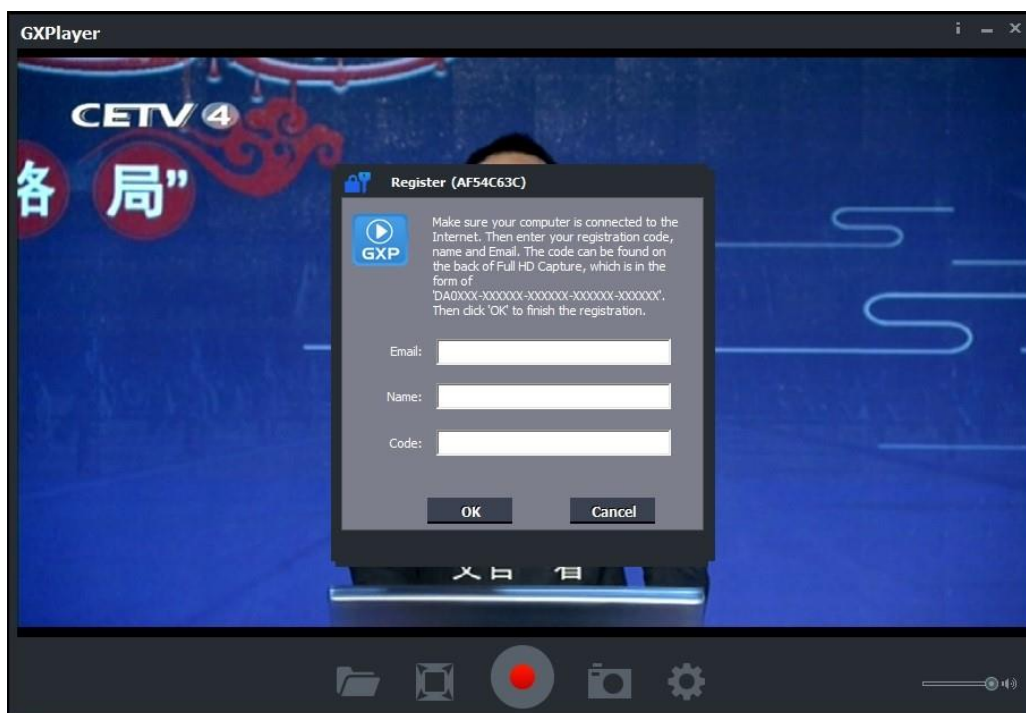 GXPlayer
CETV 4
格 局”
Register (AF54C63C)
Make sure your computer is connected to the
Internet. Then enter your registration code,
name and Email. The code can be found on
the back of Full HD Capture, which is in the
form of
'DA0XXX-XXXXXX-XXXXXX-XXXXXX-XXXXXX'.
Then click 'OK' to finish the registration.
GXP
Email:
Name:
Code:
OK Cancel